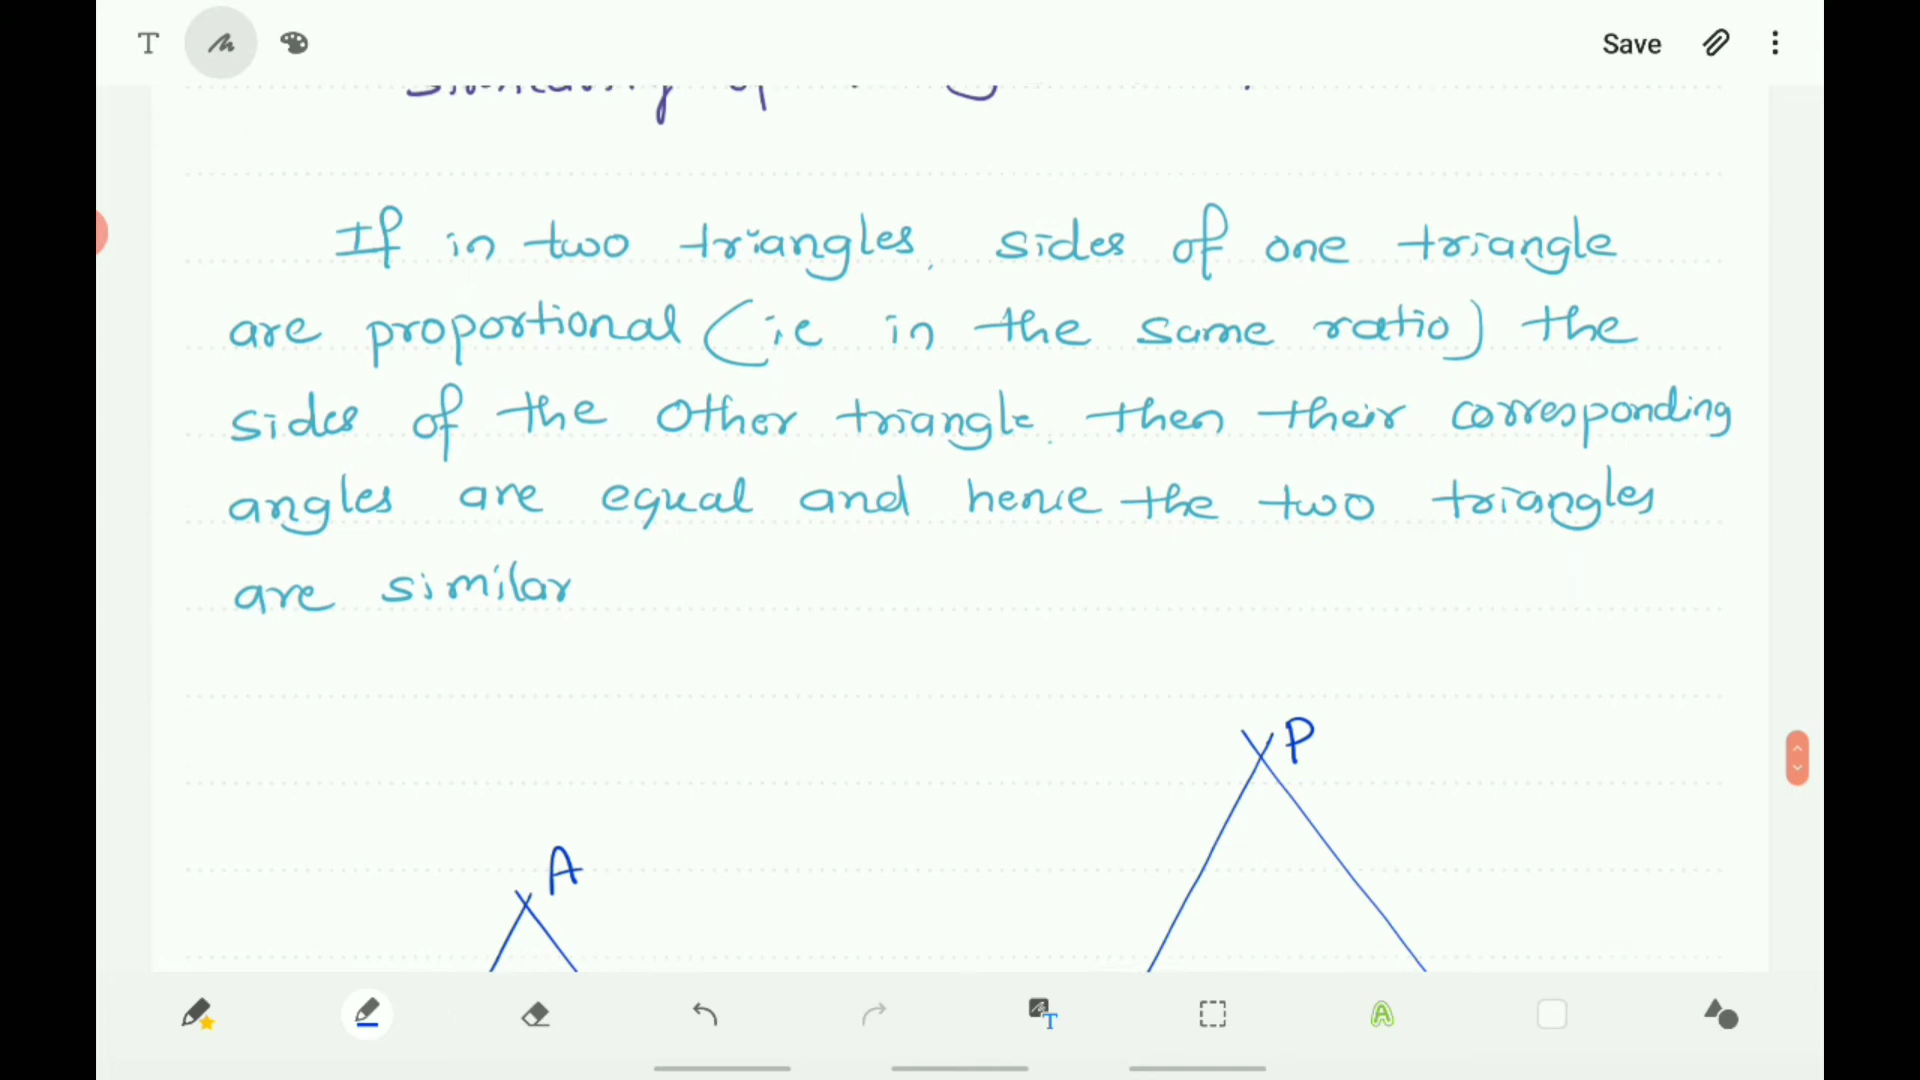 T
Save
If in two triangles, sides of one triangle
are proportional (ie in the same ratio) the
sides of the other triangle, then their corresponding
angles are equal and hence the two triangles
are similar
P
A